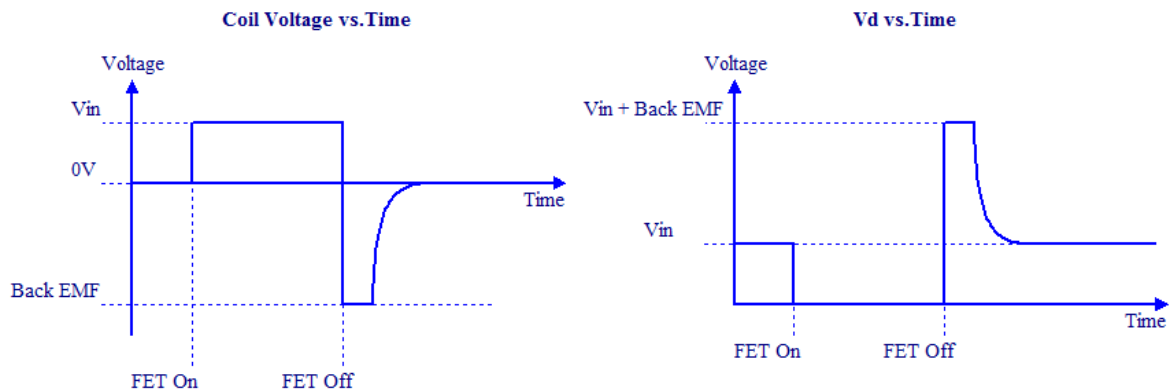 Coil Voltage vs.Time
Voltage
Vin
0V
Time
Back EMF
FET On
FET Off
Vd vs.Time
Voltage
Vin + Back EMF
Vin
Time
FET On
FET Off